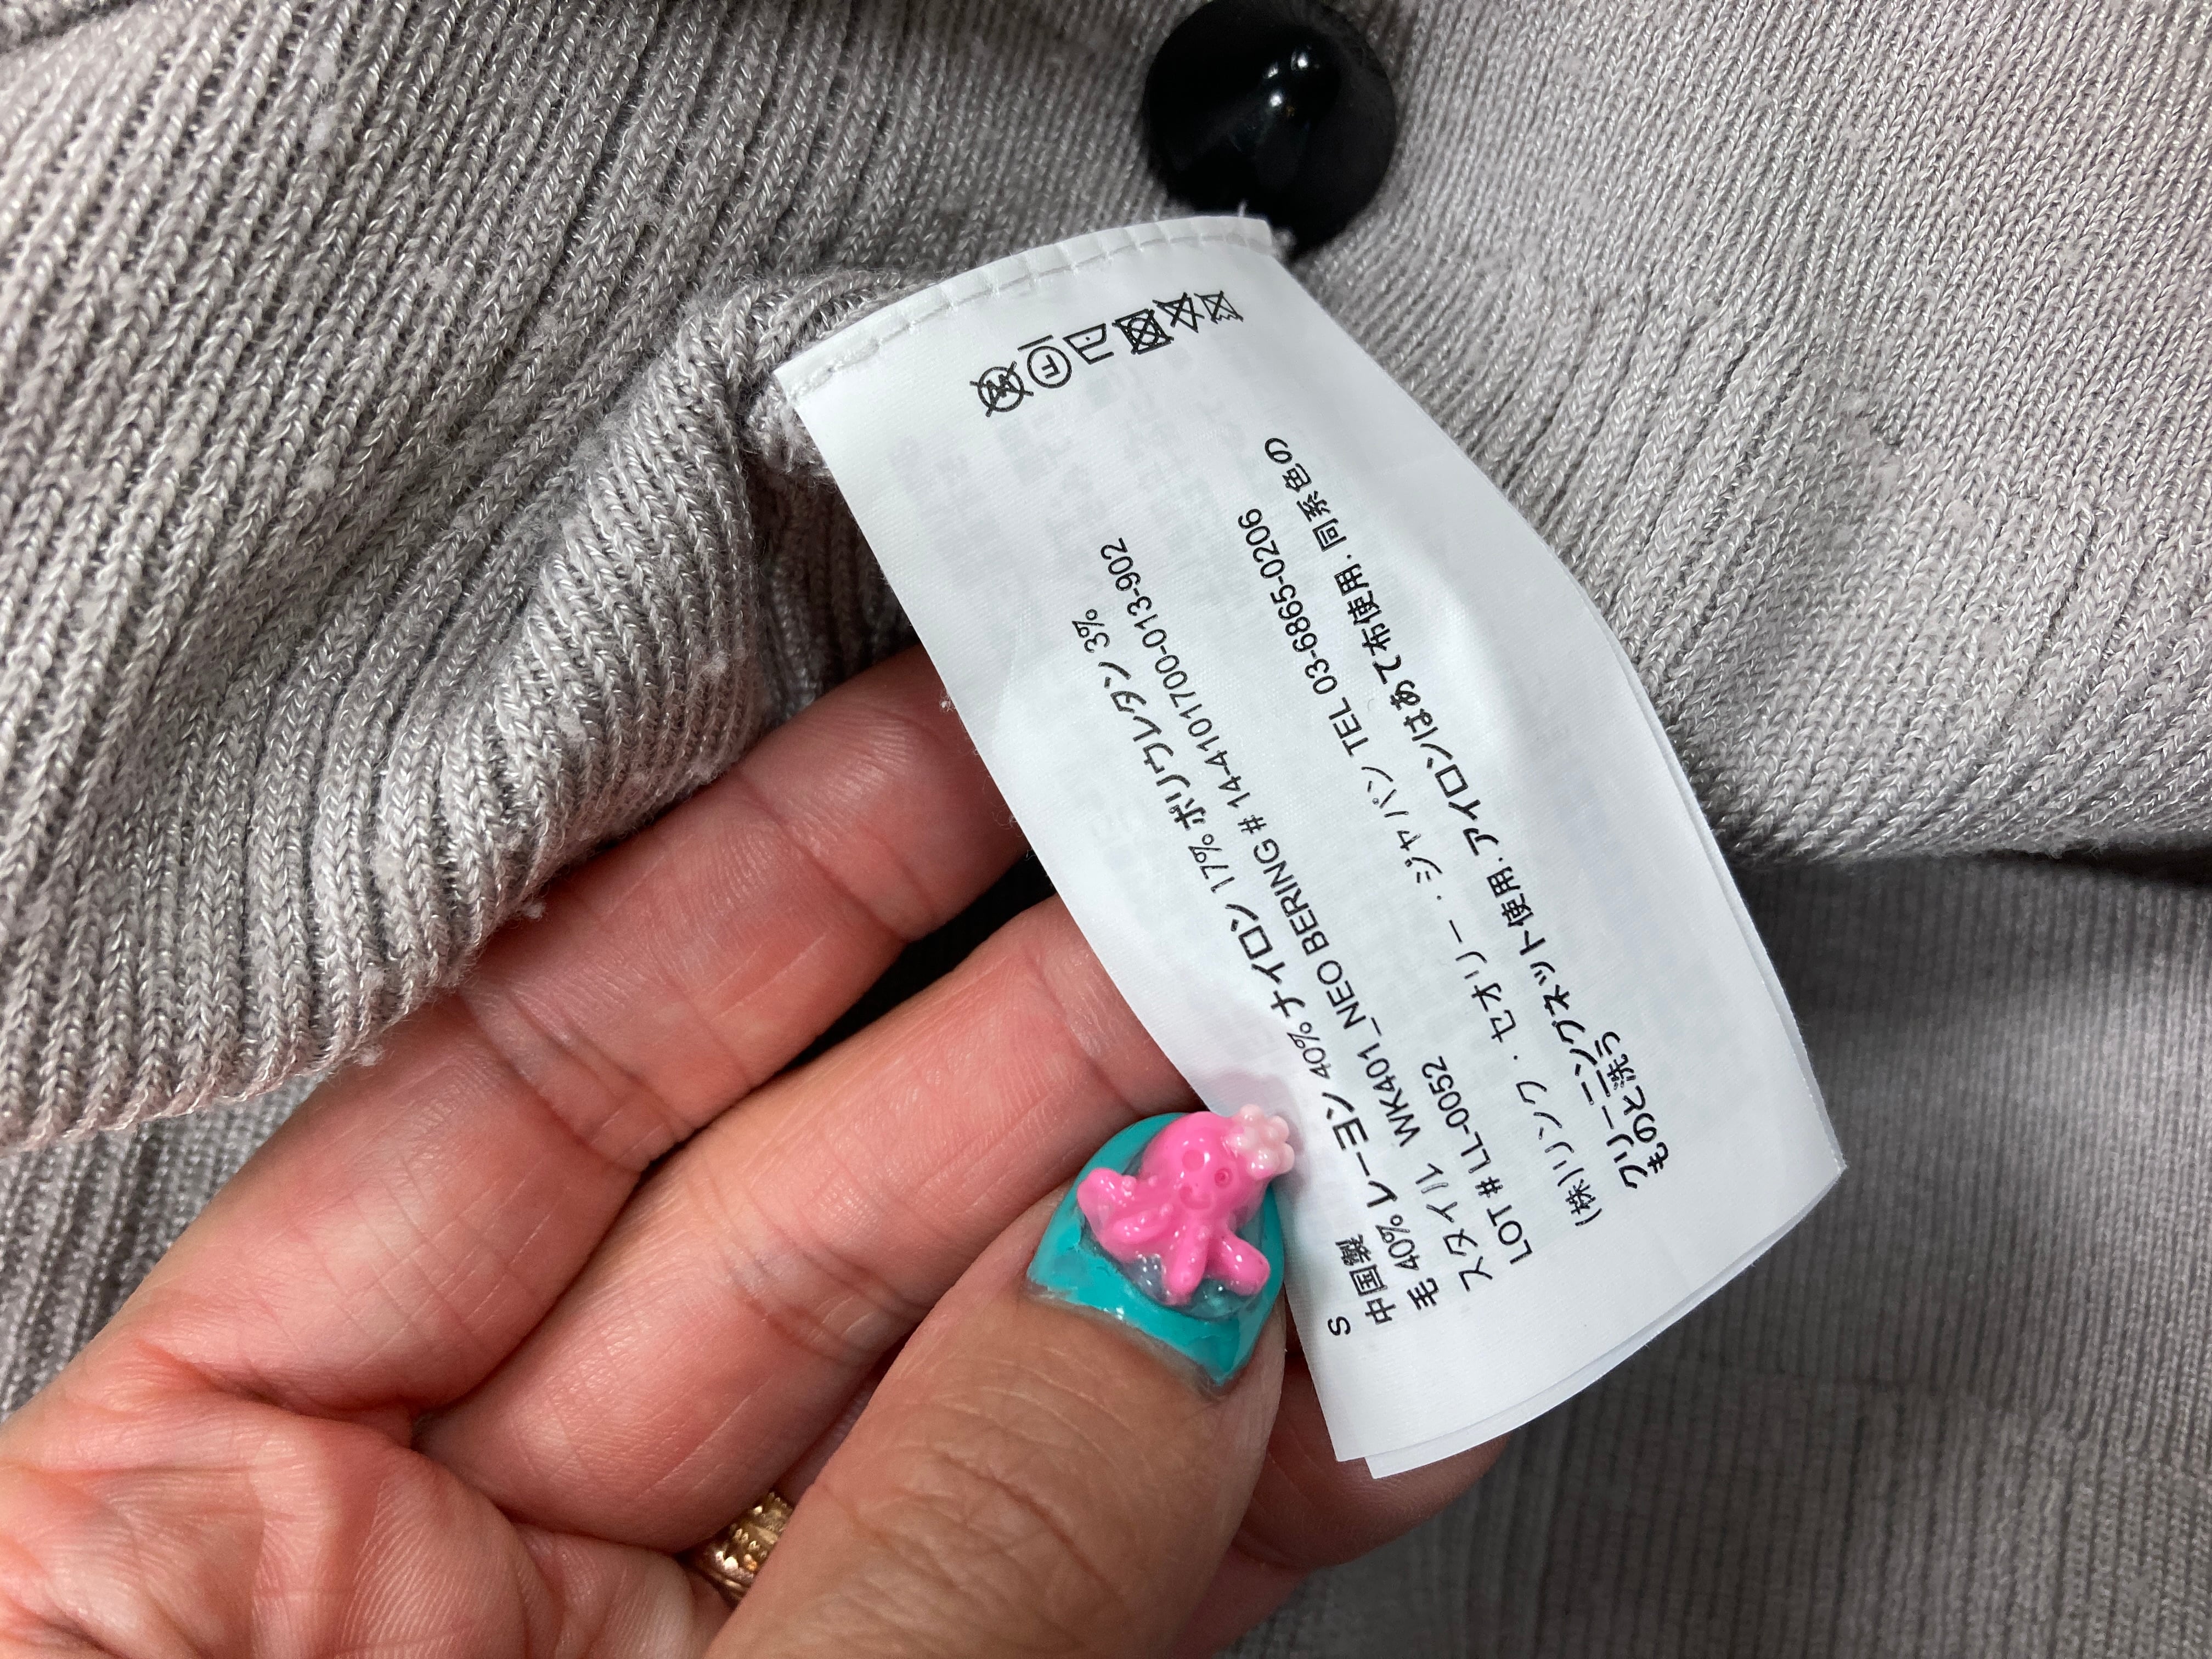 S
中国製
毛 40% レーヨン 40% ナイロン 17% ポリウレタン 3%
スタイル WK401_NEO BERING # 14-4101700-013-902
LOT # LL-0052
(株)リンク・セオリー・ジャパン TEL 03-6865-0206
クリーニングネット使用. アイロンはあて布使用. 同系色の
ものと洗う